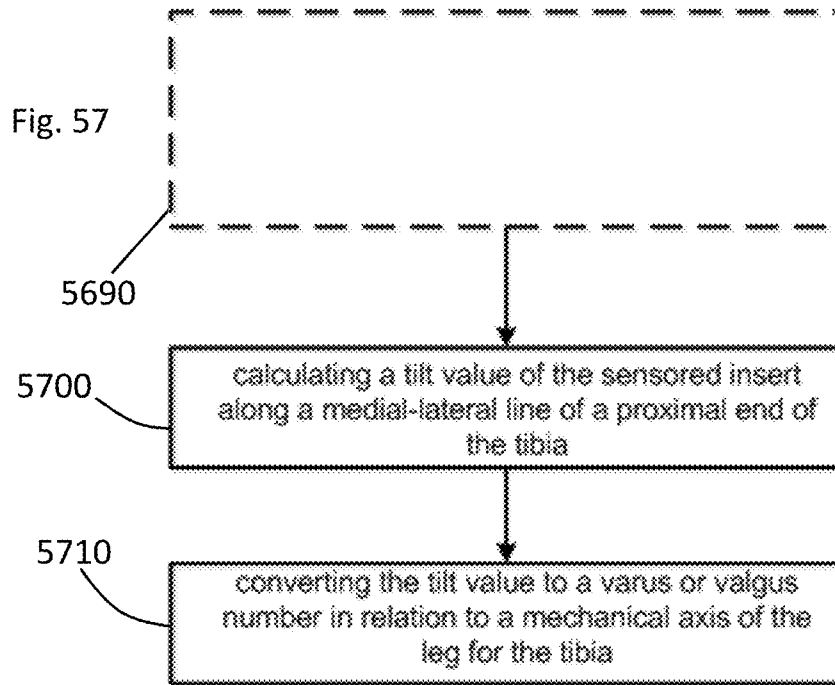 Fig. 57
5690
5700
calculating a tilt value of the sensored insert
along a medial-lateral line of a proximal end of
the tibia
5710
converting the tilt value to a varus or valgus
number in relation to a mechanical axis of the
leg for the tibia